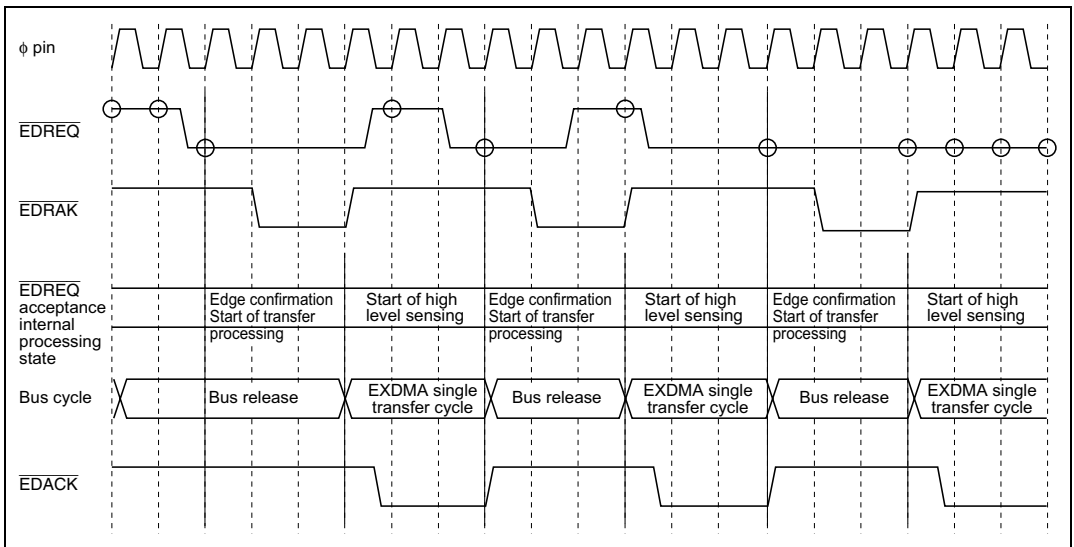 φ pin
EDREQ
EDRAK
EDREQ
acceptance
internal
processing
state
Edge confirmation
Start of transfer
processing
Start of high
level sensing
Edge confirmation
Start of transfer
processing
Start of high
level sensing
Edge confirmation
Start of transfer
processing
Start of high
level sensing
Bus cycle
Bus release
EXDMA single
transfer cycle
Bus release
EXDMA single
transfer cycle
Bus release
EXDMA single
transfer cycle
EDACK